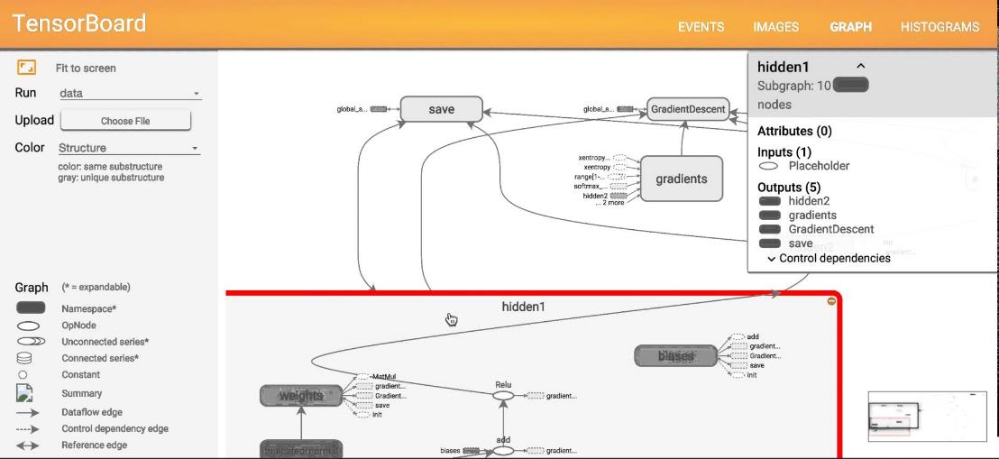 TensorBoard
EVENTS IMAGES GRAPH HISTOGRAMS
Fit to screen
Run data
Upload Choose File
Color Structure
color: same substructure
gray: unique substructure
Graph (* = expandable)
Namespace*
OpNode
Unconnected series*
Connected series*
Constant
Summary
Dataflow edge
Control dependency edge
Reference edge
global_s...
save
global_s...
GradientDescent
xentropy...
xentropy
range[1-...
softmax_...
hidden2
... 2 more
gradients
hidden1
Subgraph: 10
nodes
Attributes (0)
Inputs (1)
Placeholder
Outputs (5)
hidden2
gradients
GradientDescent
save
Control dependencies
gradient...
hidden1
weights
MatMul
gradient...
Gradient...
save
init
Relu
gradient...
add
biases
gradient...
biases
add
gradient...
Gradient...
save
init